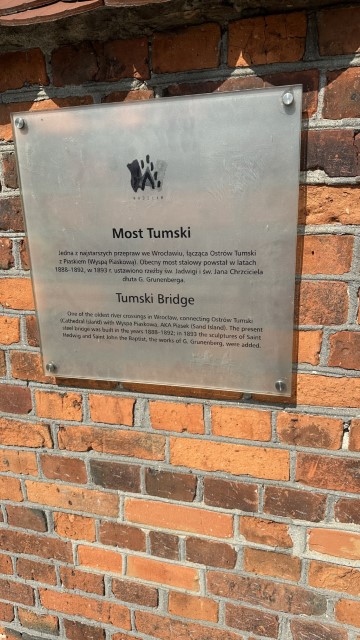 WROCŁAW
Most Tumski
Jedna z najstarszych przepraw we Wrocławiu, łącząca Ostrów Tumski
z Piaskiem (Wyspą Piaskową). Obecny most stalowy powstał w latach
1888-1892, w 1893 r. ustawiono rzeźby św. Jadwigi i św. Jana Chrzciciela
dłuta G. Grunenberga.
Tumski Bridge
One of the oldest river crossings in Wrocław, connecting Ostrów Tumski
(Cathedral Island) with Wyspa Piaskowa, AKA Piasek (Sand Island). The present
steel bridge was built in the years 1888-1892; in 1893 the sculptures of Saint
Hedwig and Saint John the Baptist, the works of G. Grunenberg, were added.